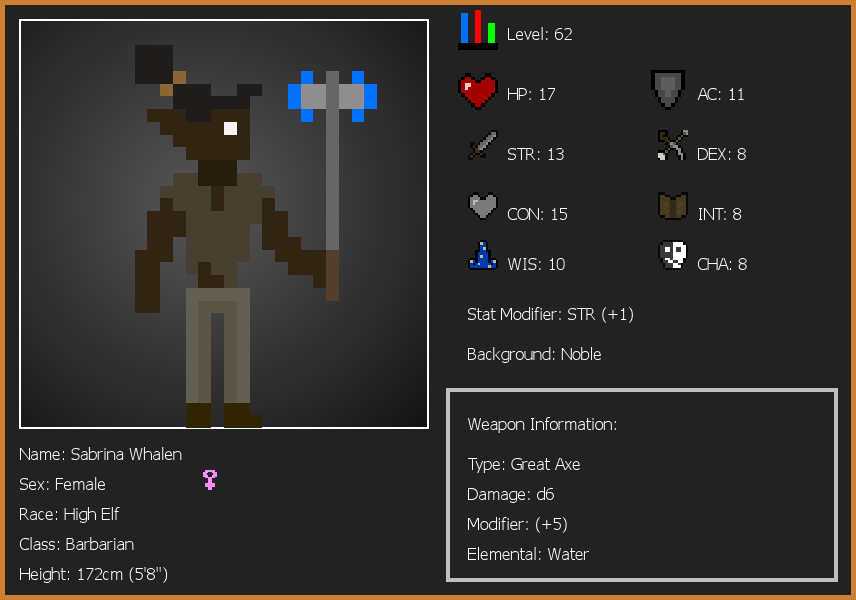 Level: 62
HP: 17
AC: 11
STR: 13
DEX: 8
CON: 15
INT: 8
WIS: 10
CHA: 8
Stat Modifier: STR (+1)
Background: Noble
Weapon Information:
Type: Great Axe
Damage: d6
Modifier: (+5)
Elemental: Water
Name: Sabrina Whalen
Sex: Female
Race: High Elf
Class: Barbarian
Height: 172cm (5'8")